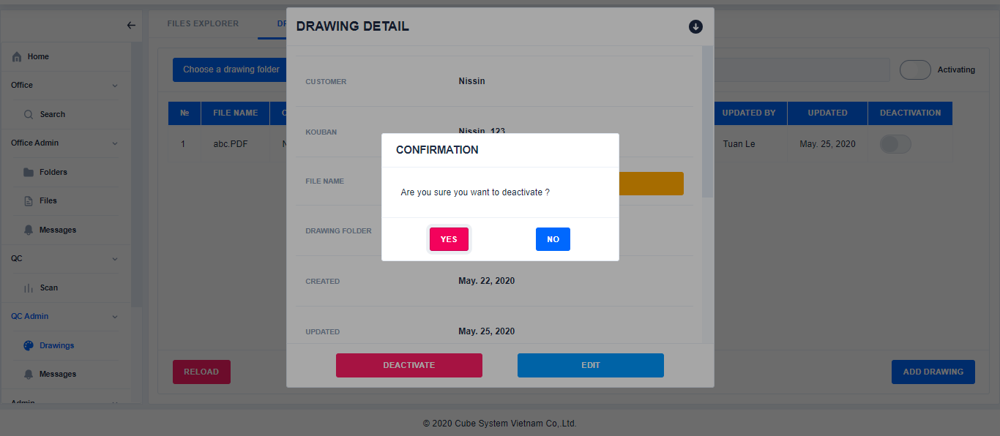 FILES EXPLORER
DRAWING DETAIL
Home
Office
Search
Office Admin
Folders
Files
Messages
QC
Scan
QC Admin
Drawings
Messages
Admin
Choose a drawing folder
Activating
№ FILE NAME UPDATED BY UPDATED DEACTIVATION
1 abc.PDF Tuan Le May. 25, 2020
CUSTOMER Nissin
KOUBAN Nissin_123
FILE NAME
DRAWING FOLDER
CREATED May. 22, 2020
UPDATED May. 25, 2020
CONFIRMATION
Are you sure you want to deactivate ?
YES NO
DEACTIVATE EDIT
RELOAD ADD DRAWING
© 2020 Cube System Vietnam Co,.Ltd.